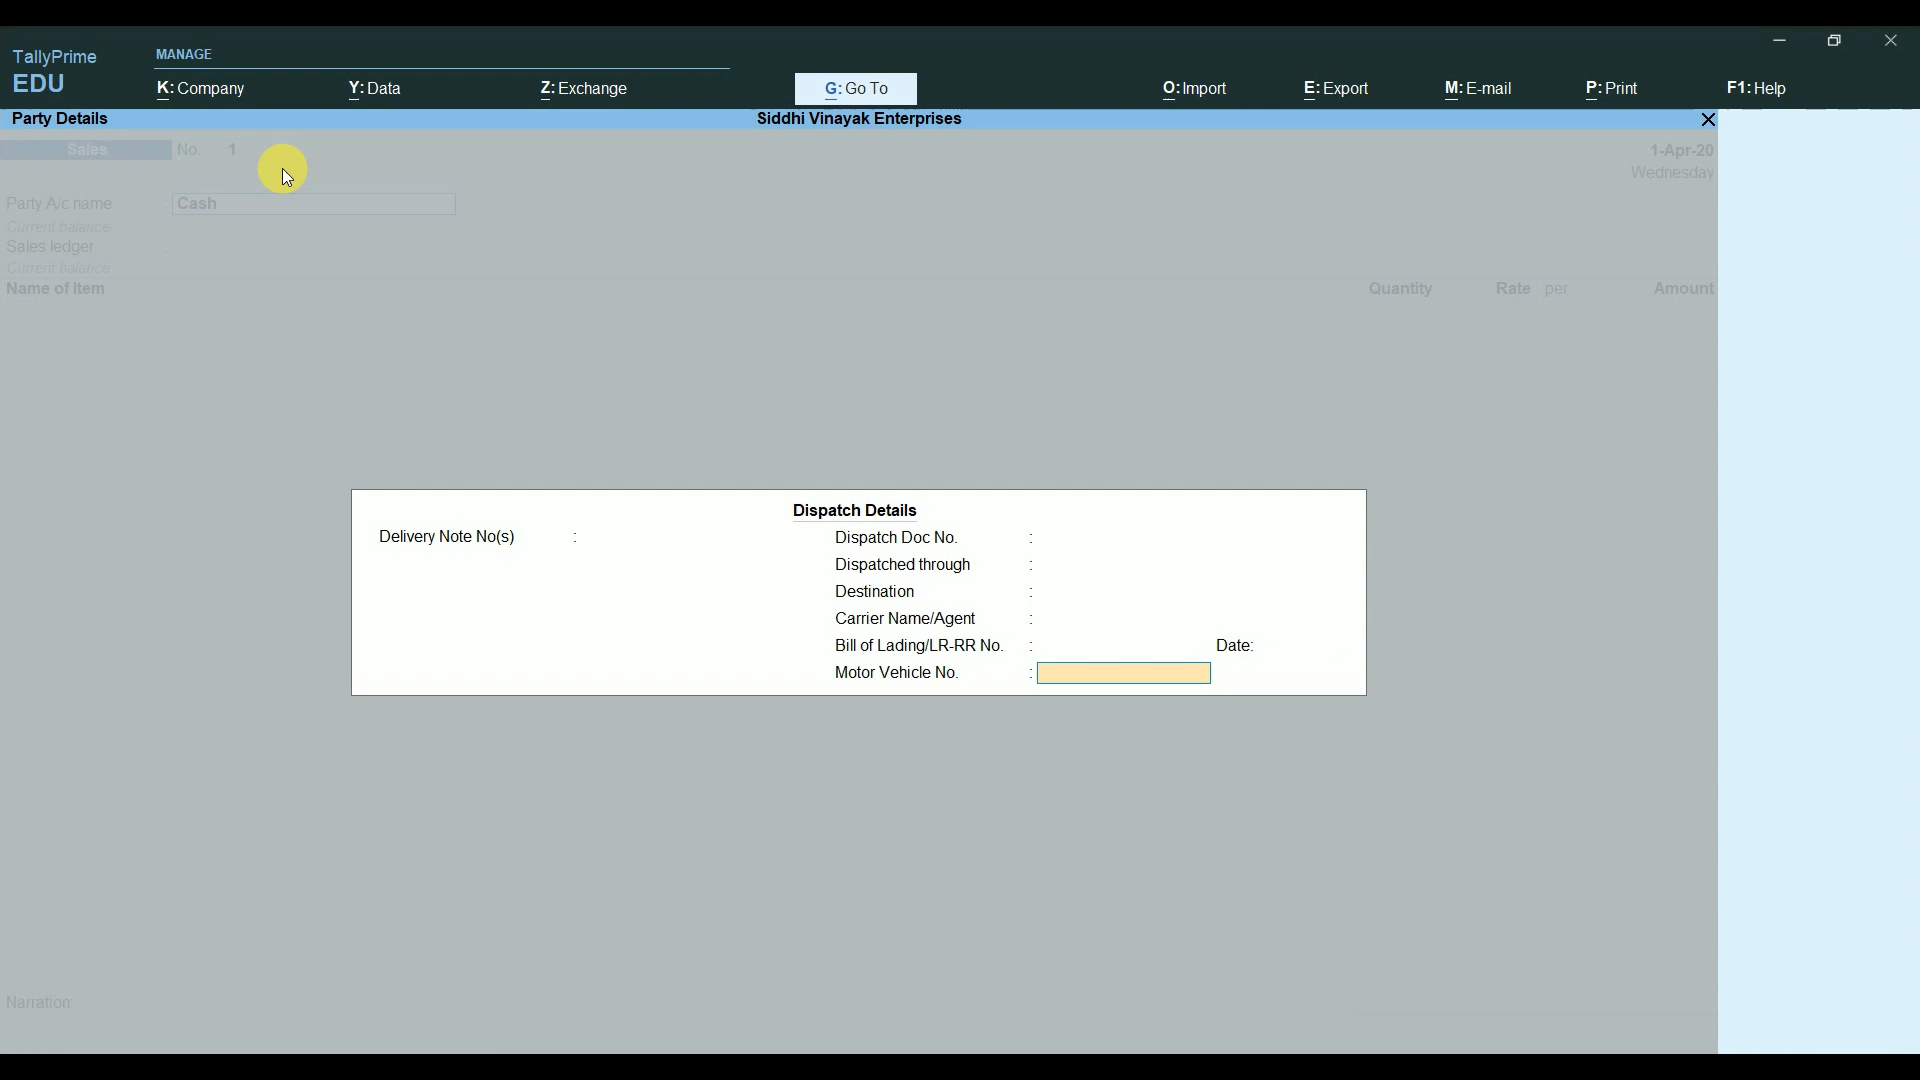 TallyPrime
EDU
MANAGE
K: Company
Y: Data
Z: Exchange
G: Go To
O: Import
E: Export
M: E-mail
P: Print
F1: Help
Party Details
Siddhi Vinayak Enterprises
Sales No. 1
1-Apr-20
Wednesday
Party A/c name : Cash
Current balance
Sales ledger :
Current balance
Name of Item Quantity Rate per Amount
Dispatch Details
Delivery Note No(s) :
Dispatch Doc No. :
Dispatched through :
Destination :
Carrier Name/Agent :
Bill of Lading/LR-RR No. : Date:
Motor Vehicle No. :
Narration